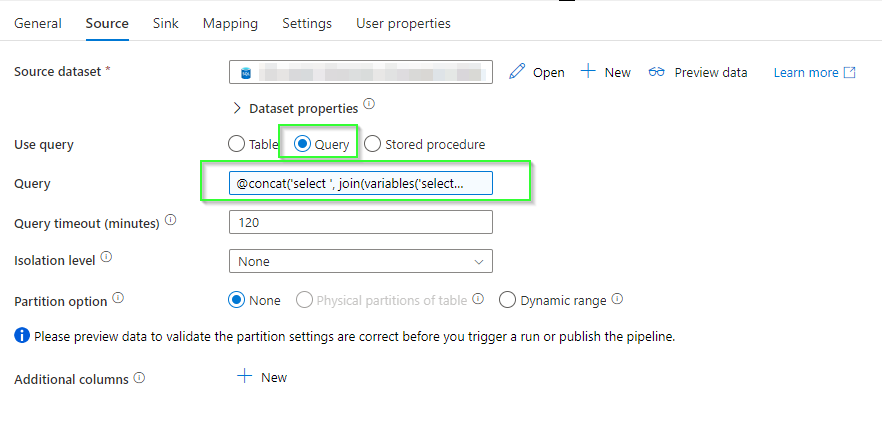 General Source Sink Mapping Settings User properties
Source dataset * Open New Preview data Learn more
Dataset properties
Use query Table Query Stored procedure
Query @concat('select ', join(variables('select...
Query timeout (minutes) 120
Isolation level None
Partition option None Physical partitions of table Dynamic range
Please preview data to validate the partition settings are correct before you trigger a run or publish the pipeline.
Additional columns New